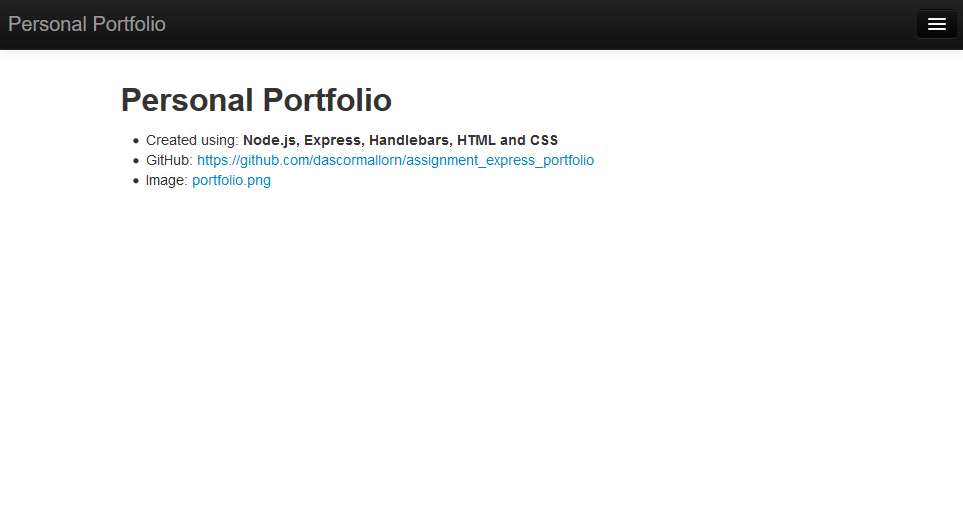 Personal Portfolio
Personal Portfolio
Created using: Node.js, Express, Handlebars, HTML and CSS
GitHub: https://github.com/dascormallorn/assignment_express_portfolio
Image: portfolio.png